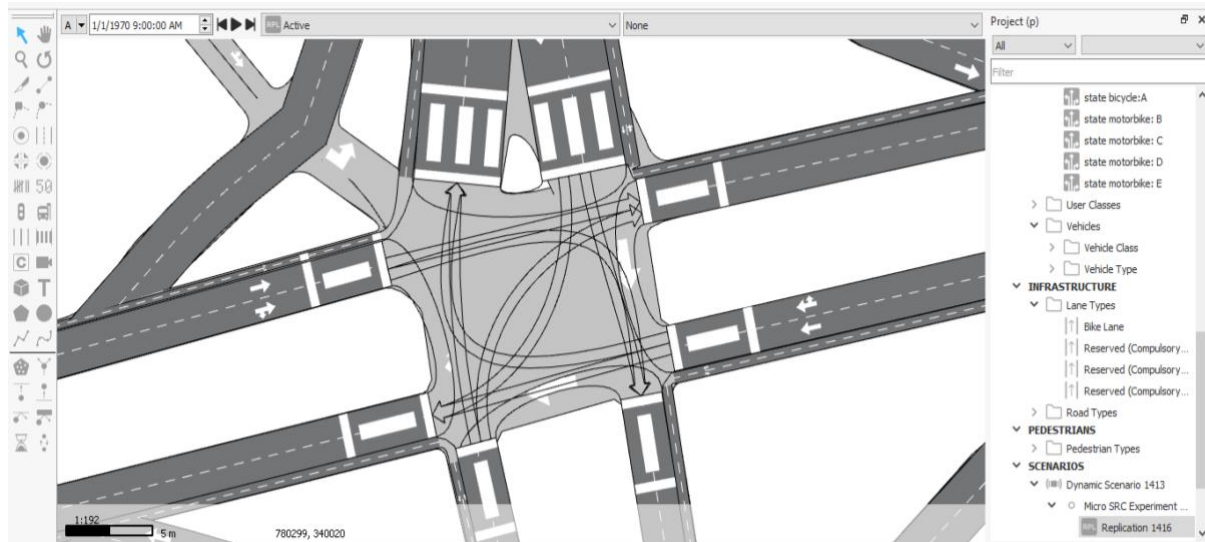 A 1/1/1970 9:00:00 AM RPL Active None
Project (p)
All
Filter
state bicycle:A
state motorbike: B
state motorbike: C
state motorbike: D
state motorbike: E
User Classes
Vehicles
Vehicle Class
Vehicle Type
INFRASTRUCTURE
Lane Types
Bike Lane
Reserved (Compulsory...
Reserved (Compulsory...
Reserved (Compulsory...
Road Types
PEDESTRIANS
Pedestrian Types
SCENARIOS
Dynamic Scenario 1413
Micro SRC Experiment ...
RPL Replication 1416
50
C
T
1:192
5 m
780299, 340020